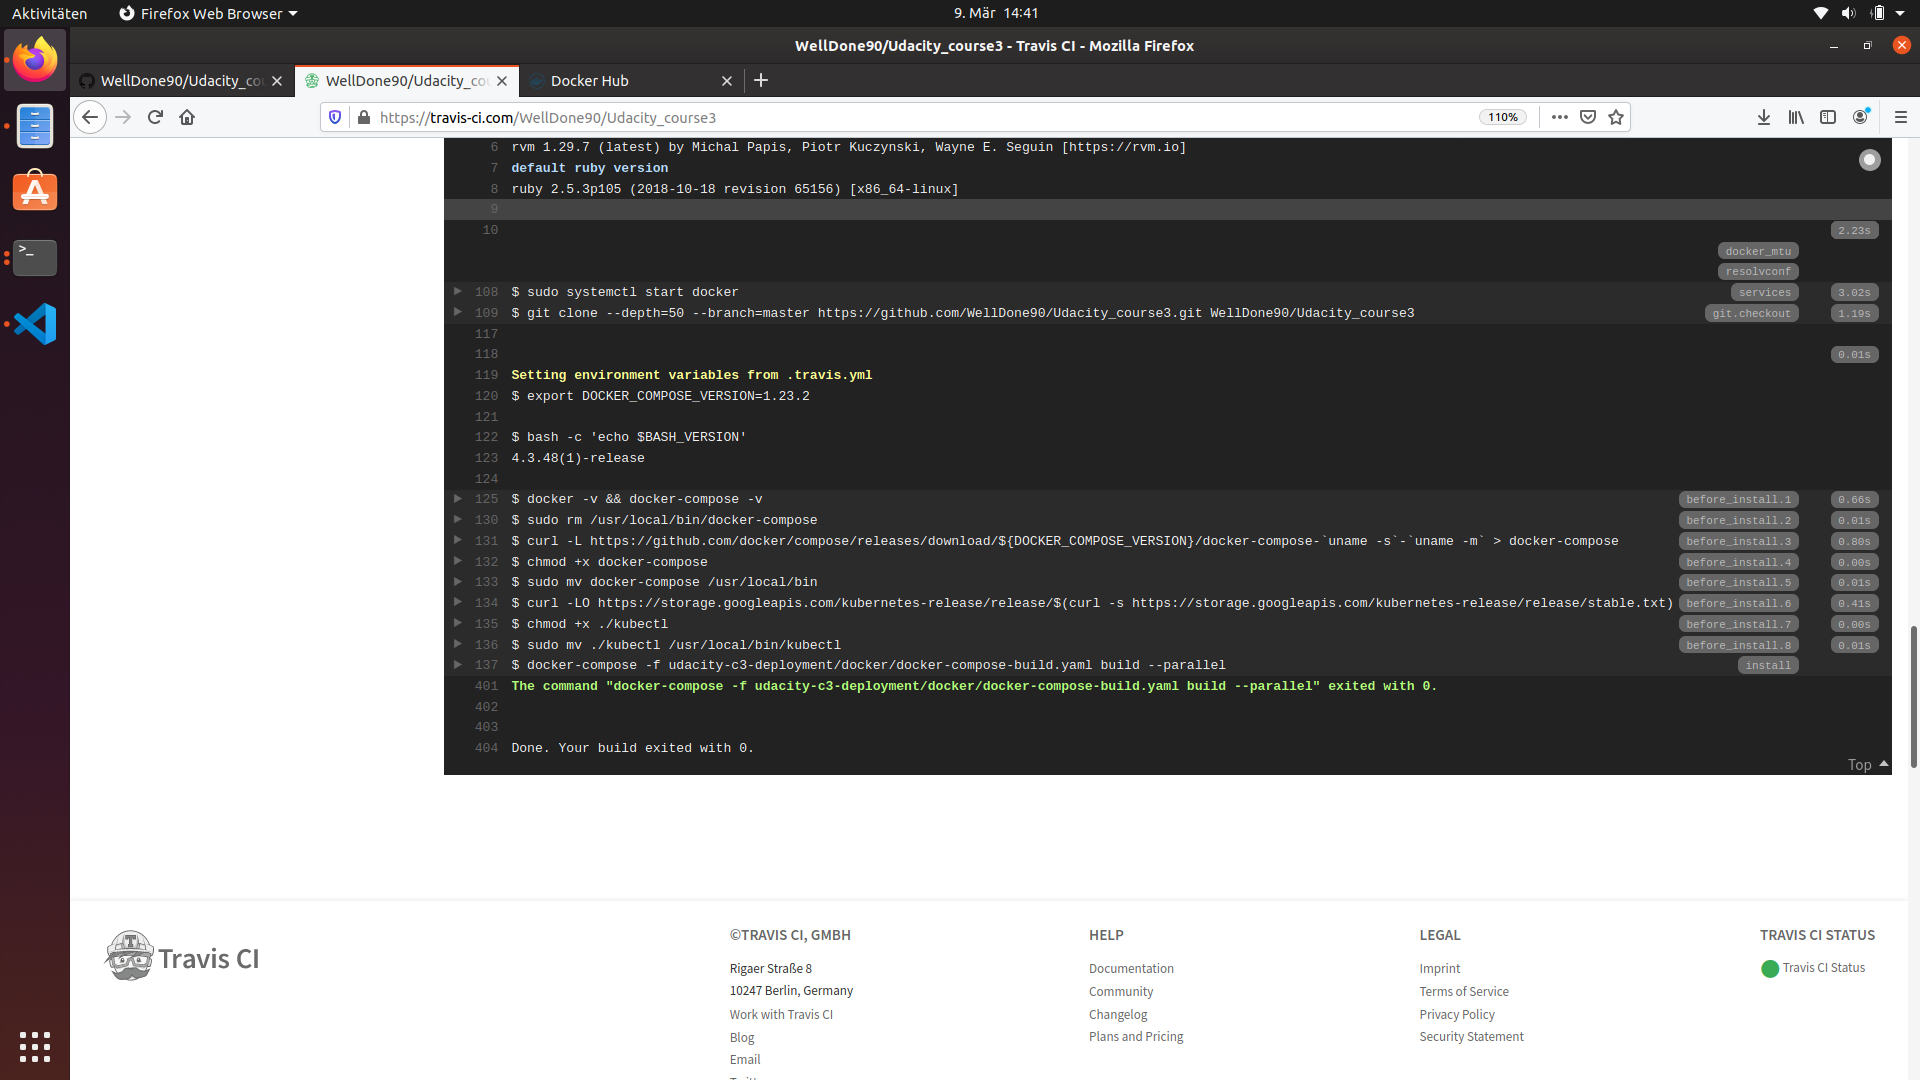 Aktivitäten
Firefox Web Browser
9. Mär 14:41
WellDone90/Udacity_course3 - Travis CI - Mozilla Firefox
WellDone90/Udacity_co
WellDone90/Udacity_co
Docker Hub
https://travis-ci.com/WellDone90/Udacity_course3
110%
6 rvm 1.29.7 (latest) by Michal Papis, Piotr Kuczynski, Wayne E. Seguin [https://rvm.io]
7 default ruby version
8 ruby 2.5.3p105 (2018-10-18 revision 65156) [x86_64-linux]
9
10 2.23s
docker_mtu
resolvconf
108 $ sudo systemctl start docker services 3.02s
109 $ git clone --depth=50 --branch=master https://github.com/WellDone90/Udacity_course3.git WellDone90/Udacity_course3 git.checkout 1.19s
117
118 0.01s
119 Setting environment variables from .travis.yml
120 $ export DOCKER_COMPOSE_VERSION=1.23.2
121
122 $ bash -c 'echo $BASH_VERSION'
123 4.3.48(1)-release
124
125 $ docker -v && docker-compose -v before_install.1 0.66s
130 $ sudo rm /usr/local/bin/docker-compose before_install.2 0.01s
131 $ curl -L https://github.com/docker/compose/releases/download/${DOCKER_COMPOSE_VERSION}/docker-compose-`uname -s`-`uname -m` > docker-compose before_install.3 0.80s
132 $ chmod +x docker-compose before_install.4 0.00s
133 $ sudo mv docker-compose /usr/local/bin before_install.5 0.01s
134 $ curl -LO https://storage.googleapis.com/kubernetes-release/release/$(curl -s https://storage.googleapis.com/kubernetes-release/release/stable.txt) before_install.6 0.41s
135 $ chmod +x ./kubectl before_install.7 0.00s
136 $ sudo mv ./kubectl /usr/local/bin/kubectl before_install.8 0.01s
137 $ docker-compose -f udacity-c3-deployment/docker/docker-compose-build.yaml build --parallel install
401 The command "docker-compose -f udacity-c3-deployment/docker/docker-compose-build.yaml build --parallel" exited with 0.
402
403
404 Done. Your build exited with 0.
Top
Travis CI
©TRAVIS CI, GMBH
Rigaer Straße 8
10247 Berlin, Germany
Work with Travis CI
Blog
Email
HELP
Documentation
Community
Changelog
Plans and Pricing
LEGAL
Imprint
Terms of Service
Privacy Policy
Security Statement
TRAVIS CI STATUS
Travis CI Status